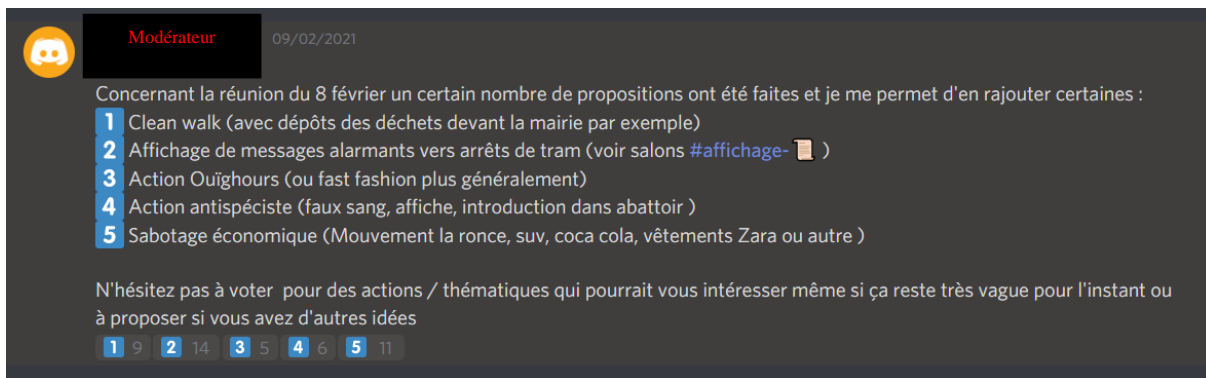 Modérateur 09/02/2021
Concernant la réunion du 8 février un certain nombre de propositions ont été faites et je me permet d'en rajouter certaines :
1 Clean walk (avec dépôts des déchets devant la mairie par exemple)
2 Affichage de messages alarmants vers arrêts de tram (voir salons #affichage-📜 )
3 Action Ouïghours (ou fast fashion plus généralement)
4 Action antispéciste (faux sang, affiche, introduction dans abattoir )
5 Sabotage économique (Mouvement la ronce, suv, coca cola, vêtements Zara ou autre )
N'hésitez pas à voter  pour des actions / thématiques qui pourrait vous intéresser même si ça reste très vague pour l'instant ou
à proposer si vous avez d'autres idées
1 9 2 14 3 5 4 6 5 11